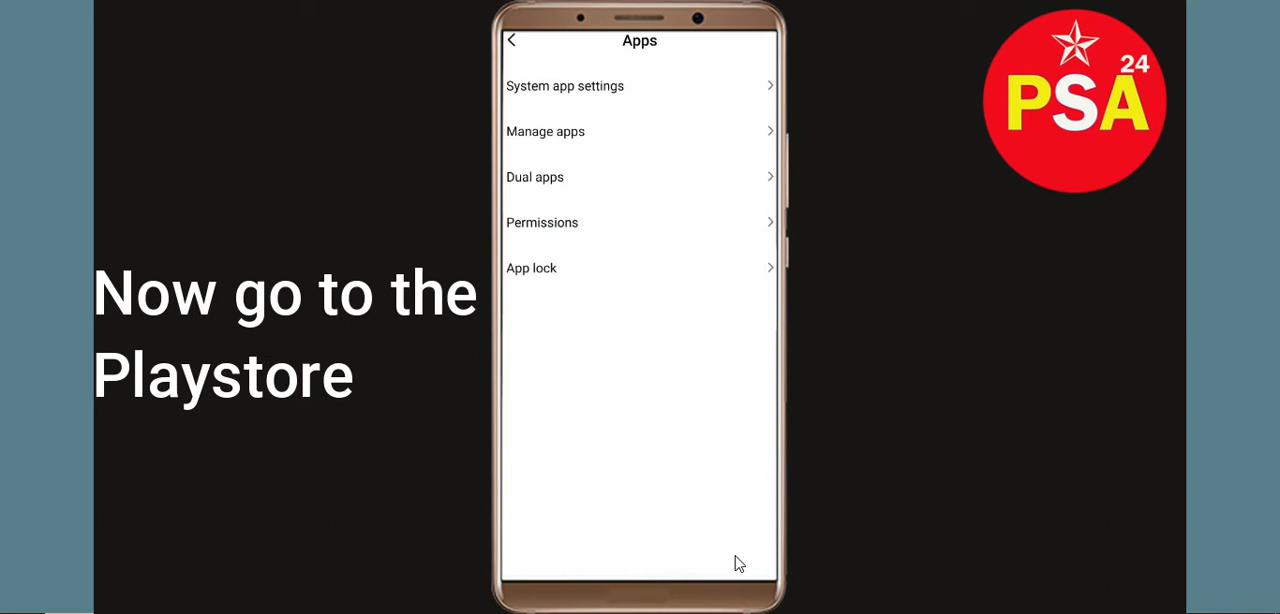 Apps
System app settings
Manage apps
Dual apps
Permissions
App lock
Now go to the
Playstore
PSA 24